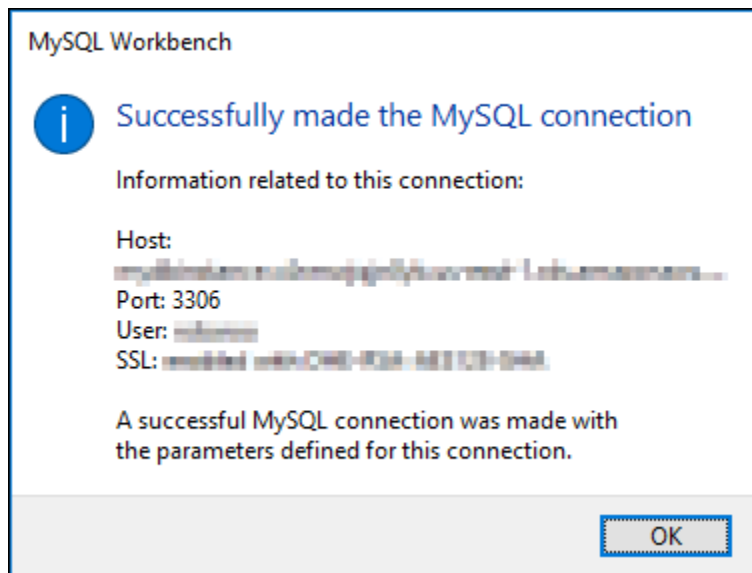 MySQL Workbench
Successfully made the MySQL connection
Information related to this connection:
Host:
Port: 3306
User:
SSL:
A successful MySQL connection was made with
the parameters defined for this connection.
OK